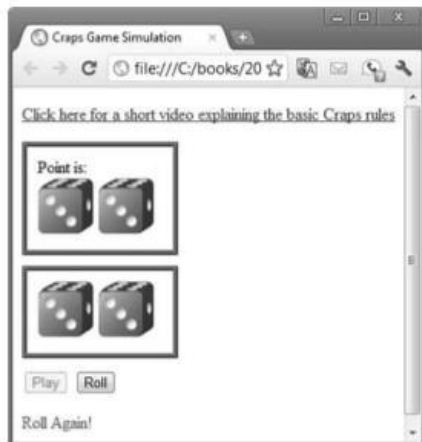 Craps Game Simulation
file:///C:/books/20
Click here for a short video explaining the basic Craps rules
Point is:
Play Roll
Roll Again!